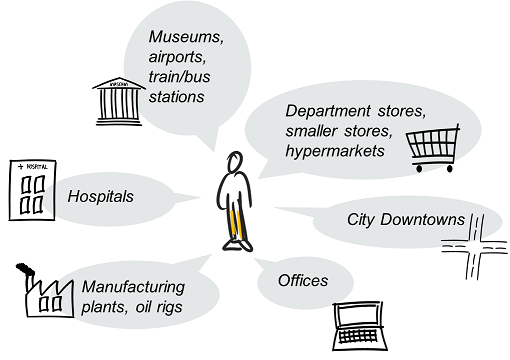 Museums,
airports,
train/bus
stations
MUSEUM
Department stores,
smaller stores,
hypermarkets
+ HOSPITAL
Hospitals
City Downtowns
Manufacturing
plants, oil rigs
Offices